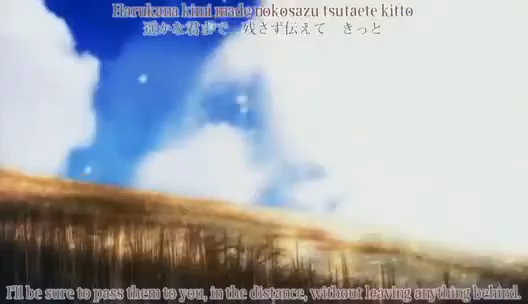 Harukana kimi made nokosazu tsutaete kitto
遥かな君まで 残さず伝えて きっと
I'll be sure to pass them to you, in the distance, without leaving anything behind.